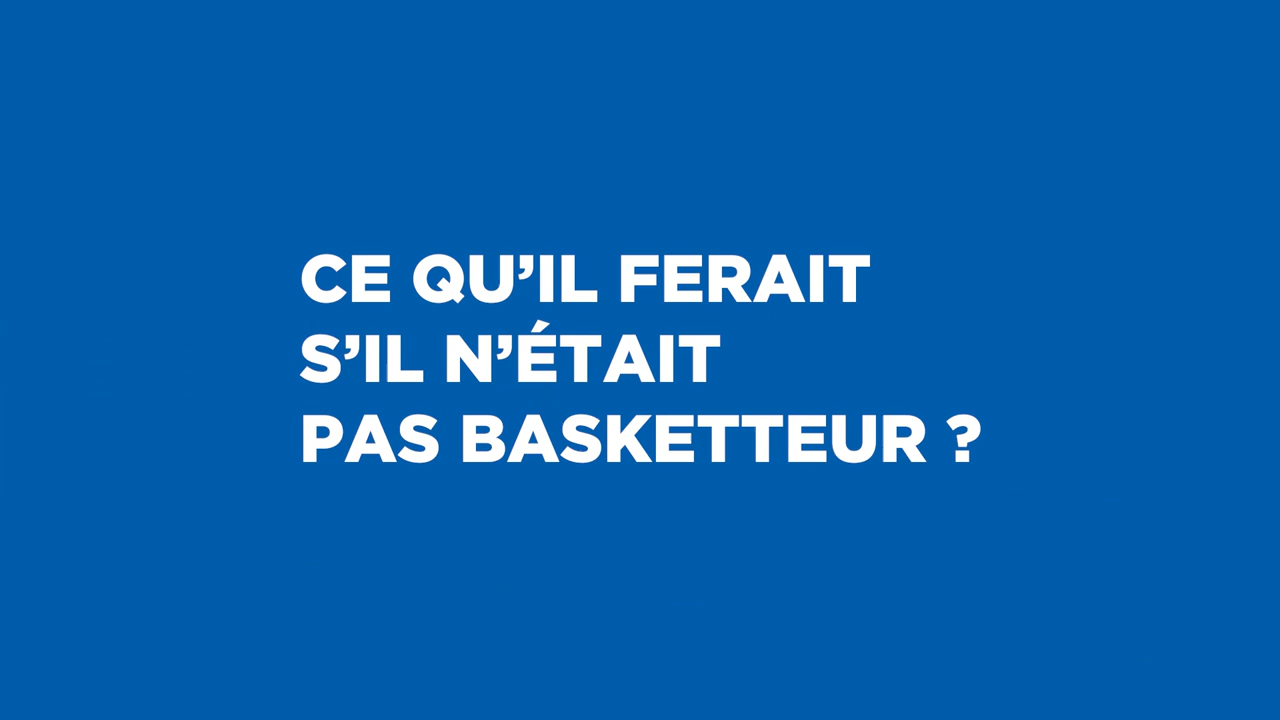 CE QU’IL FERAIT
S’IL N’ÉTAIT
PAS BASKETTEUR ?